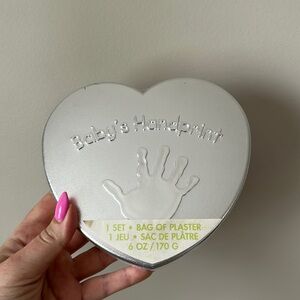 Baby's Handprint
1 SET • BAG OF PLASTER
1 JEU • SAC DE PLÂTRE
6 OZ / 170 G